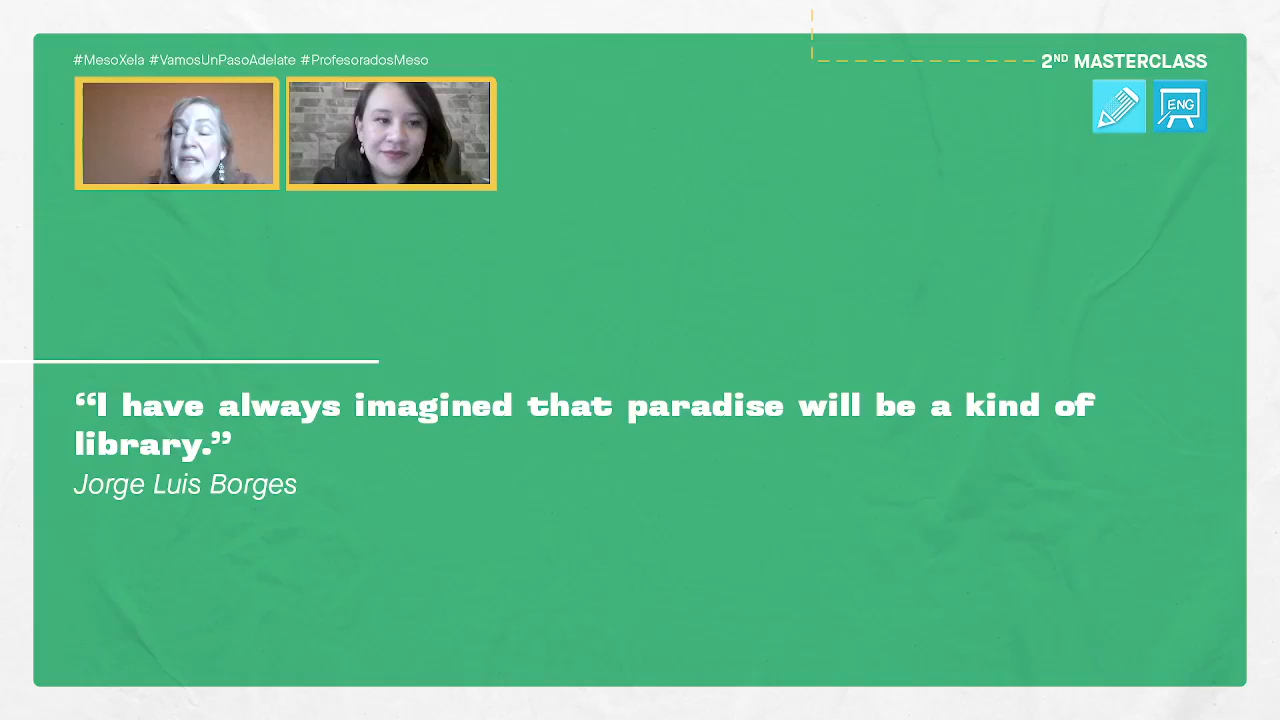 #MesoXela #VamosUnPasoAdelate #ProfesoradosMeso
2ND MASTERCLASS
ENG
“I have always imagined that paradise will be a kind of
library.”
Jorge Luis Borges